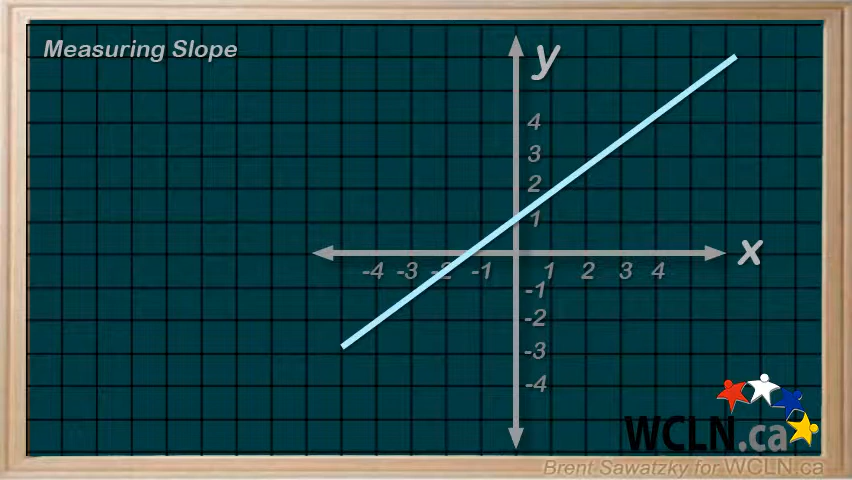 Measuring Slope
y
4
3
2
1
x
-4 -3 -2 -1 1 2 3 4
-1
-2
-3
-4
WCLN.ca
Brent Sawatzky for WCLN.ca